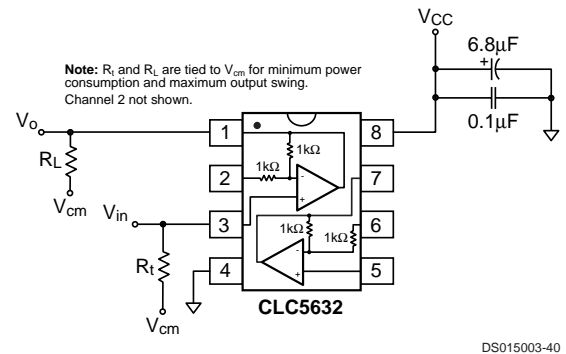 VCC
6.8µF
+
0.1µF
Note: Rt and RL are tied to Vcm for minimum power
consumption and maximum output swing.
Channel 2 not shown.
Vo
RL
Vcm
Vin
Rt
Vcm
1
8
1kΩ
2
1kΩ
-
7
+
3
1kΩ
6
1kΩ
-
4
+
5
CLC5632
DS015003-40